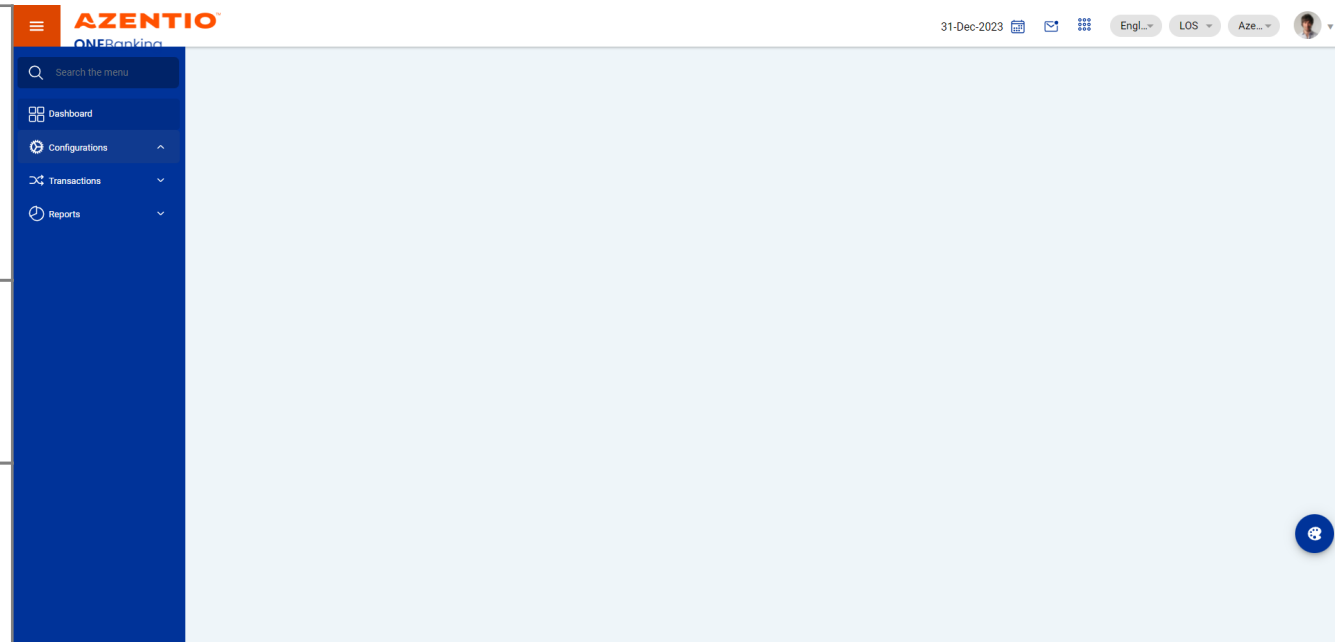 AZENTIO
ONEBanking
31-Dec-2023
Engl...
LOS
Aze...
Search the menu
Dashboard
Configurations
Transactions
Reports